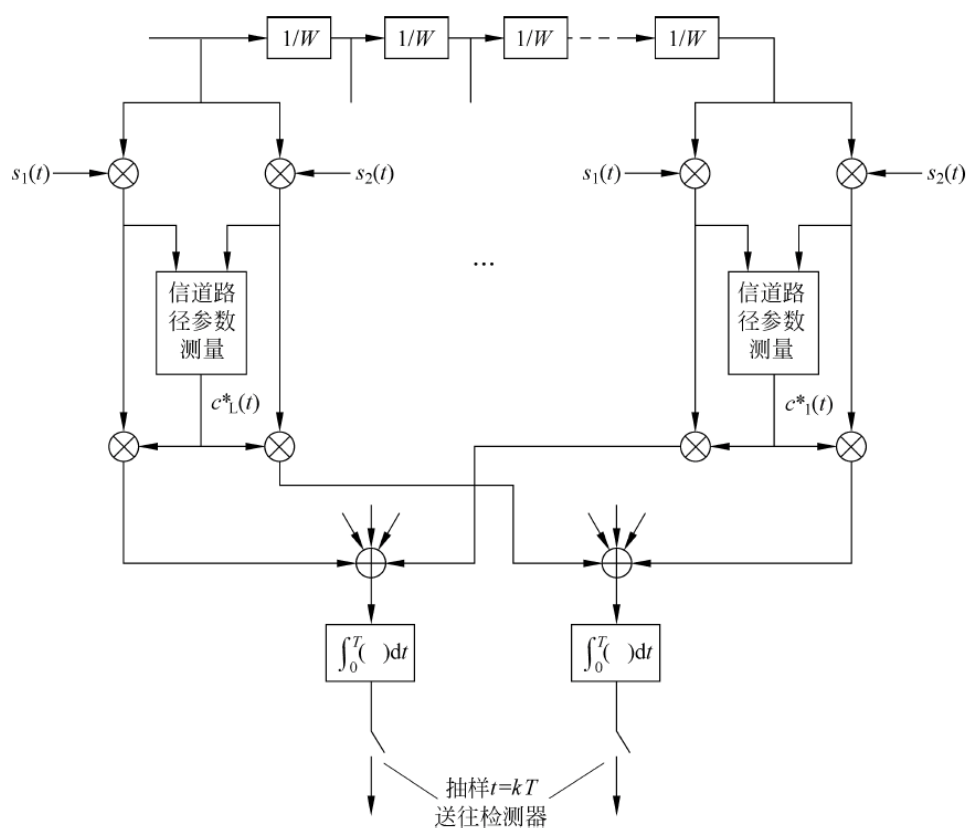 1/W
1/W
1/W
1/W
s₁(t)
s₂(t)
s₁(t)
s₂(t)
...
信道路
径参数
测量
信道路
径参数
测量
c*L(t)
c*1(t)
∫₀ᵀ( )dt
∫₀ᵀ( )dt
抽样t=kT
送往检测器